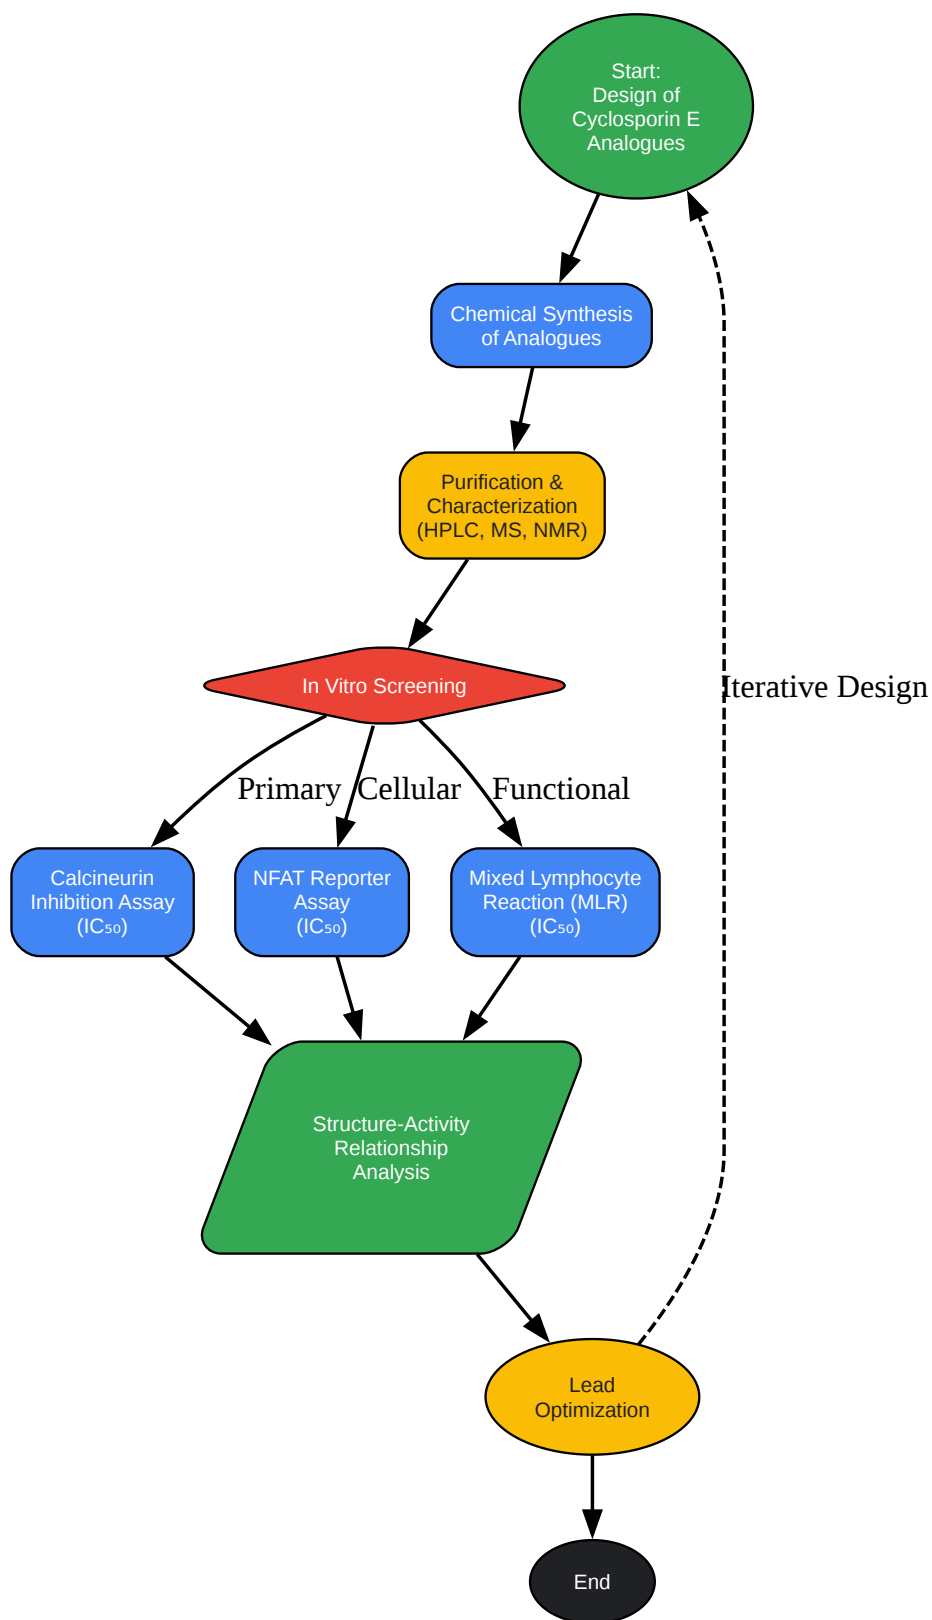 Start:
Design of
Cyclosporin E
Analogues
Chemical Synthesis
of Analogues
Purification &
Characterization
(HPLC, MS, NMR)
In Vitro Screening
Iterative Design
Primary
Cellular
Functional
Calcineurin
Inhibition Assay
(IC₅₀)
NFAT Reporter
Assay
(IC₅₀)
Mixed Lymphocyte
Reaction (MLR)
(IC₅₀)
Structure-Activity
Relationship
Analysis
Lead
Optimization
End